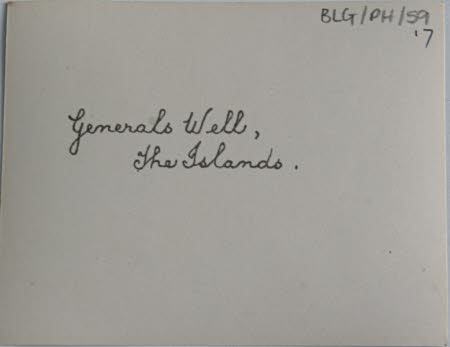 BLG/PH/59
'7
Generals Well,
The Islands.